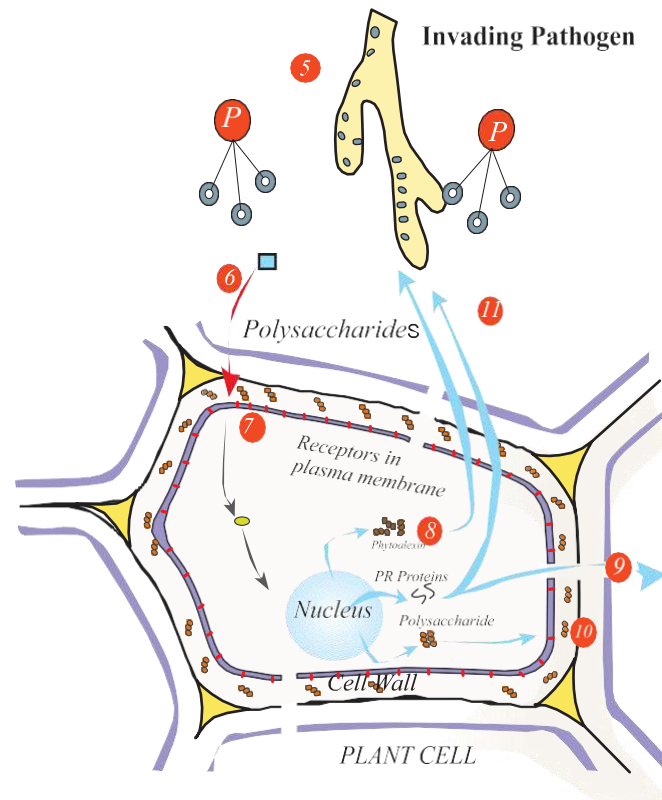 Invading Pathogen
5
P
P
6
11
Polysaccharides
7
Receptors in
plasma membrane
8
Phytoalexin
PR Proteins
9
Nucleus
Polysaccharide
10
Cell Wall
PLANT CELL